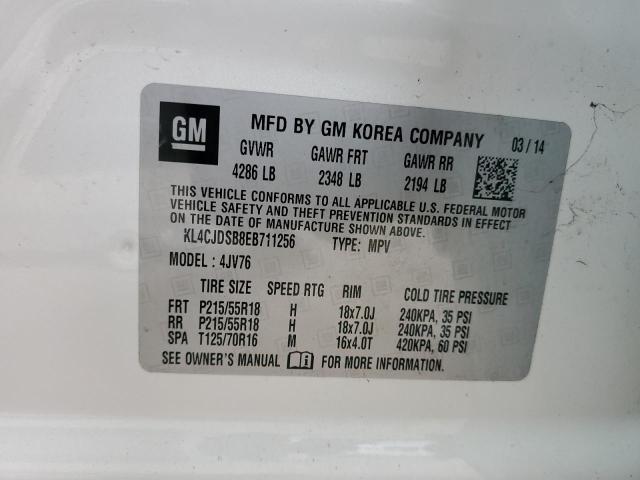 GM MFD BY GM KOREA COMPANY 03/14
GVWR GAWR FRT GAWR RR
4286 LB 2348 LB 2194 LB
THIS VEHICLE CONFORMS TO ALL APPLICABLE U.S. FEDERAL MOTOR
VEHICLE SAFETY AND THEFT PREVENTION STANDARDS IN EFFECT
ON THE DATE OF MANUFACTURE SHOWN ABOVE.
KL4CJDSB8EB711256 TYPE: MPV
MODEL : 4JV76
TIRE SIZE SPEED RTG RIM COLD TIRE PRESSURE
FRT P215/55R18 H 18x7.0J 240KPA, 35 PSI
RR P215/55R18 H 18x7.0J 240KPA, 35 PSI
SPA T125/70R16 M 16x4.0T 420KPA, 60 PSI
SEE OWNER'S MANUAL FOR MORE INFORMATION.